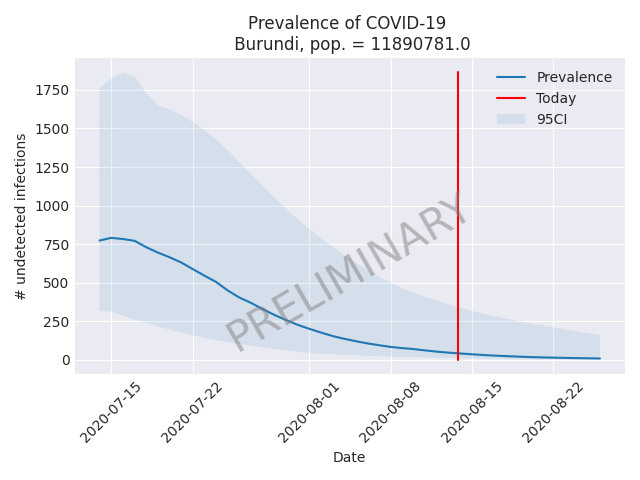 Prevalence of COVID-19
Burundi, pop. = 11890781.0
Prevalence
Today
95CI
1750
1500
1250
1000
750
500
250
0
# undetected infections
PRELIMINARY
2020-07-15
2020-07-22
2020-08-01
2020-08-08
2020-08-15
2020-08-22
Date